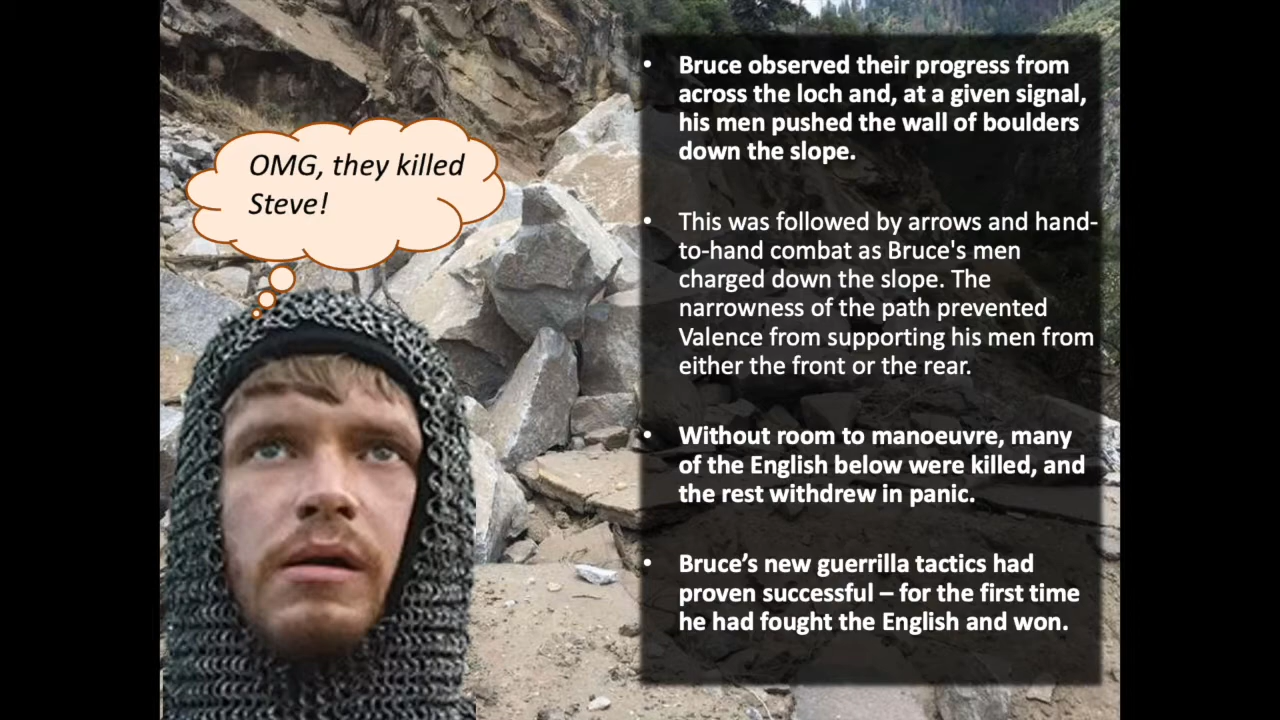 OMG, they killed
Steve!
• Bruce observed their progress from
across the loch and, at a given signal,
his men pushed the wall of boulders
down the slope.
• This was followed by arrows and hand-
to-hand combat as Bruce's men
charged down the slope. The
narrowness of the path prevented
Valence from supporting his men from
either the front or the rear.
• Without room to manoeuvre, many
of the English below were killed, and
the rest withdrew in panic.
• Bruce’s new guerrilla tactics had
proven successful – for the first time
he had fought the English and won.